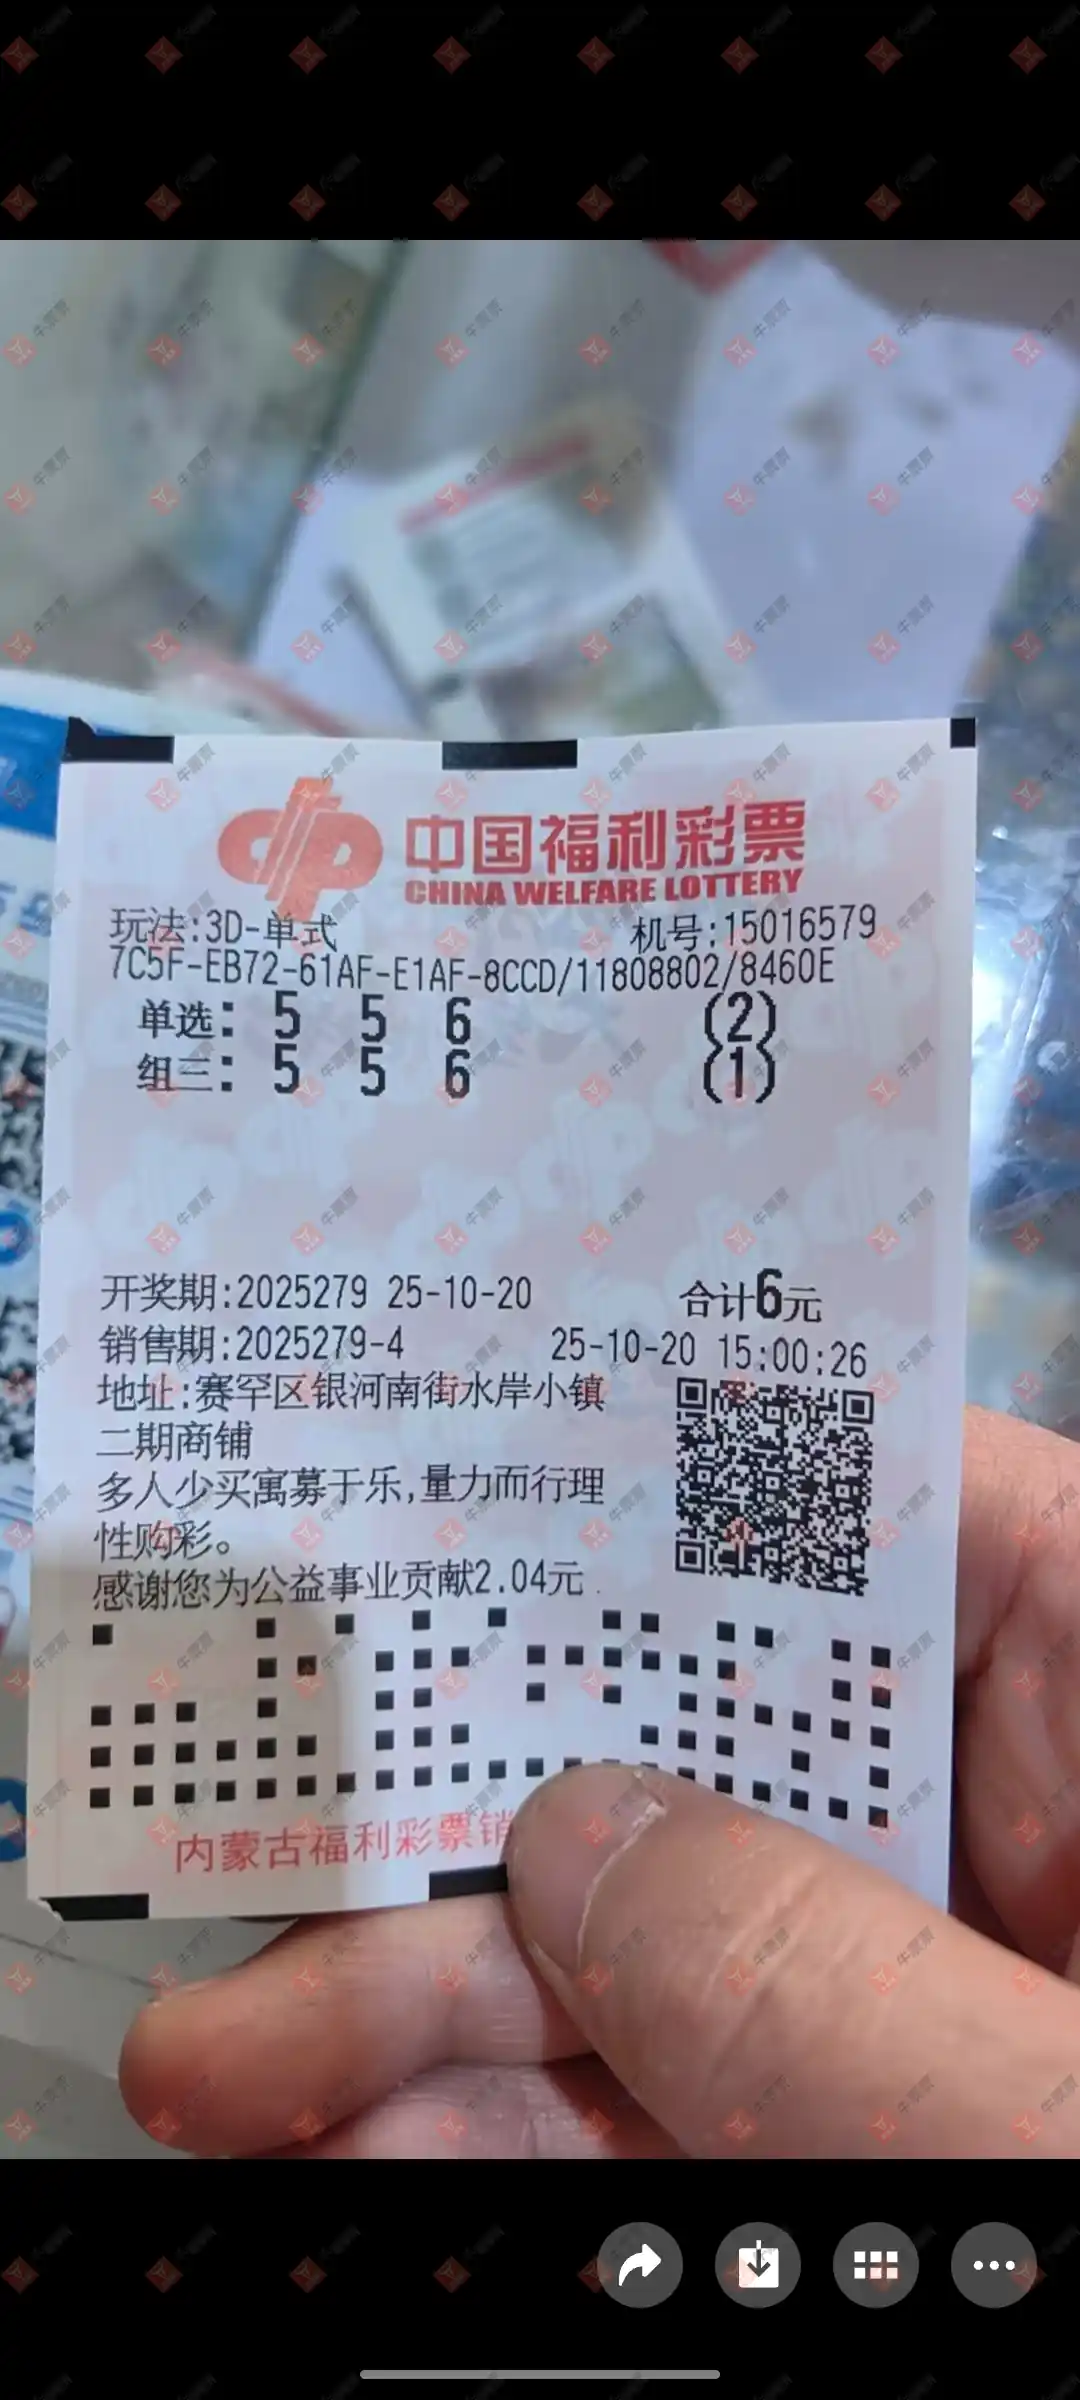 中国福利彩票
CHINA WELFARE LOTTERY
玩法:3D-单式 机号:15016579
7C5F-EB72-61AF-E1AF-8CCD/11808802/8460E
单选: 5 5 6 (2)
组三: 5 5 6 (1)
开奖期:2025279 25-10-20 合计6元
销售期:2025279-4 25-10-20 15:00:26
地址:赛罕区银河南街水岸小镇
二期商铺
多人少买寓募于乐,量力而行理
性购彩。
感谢您为公益事业贡献2.04元
内蒙古福利彩票销
牛票票